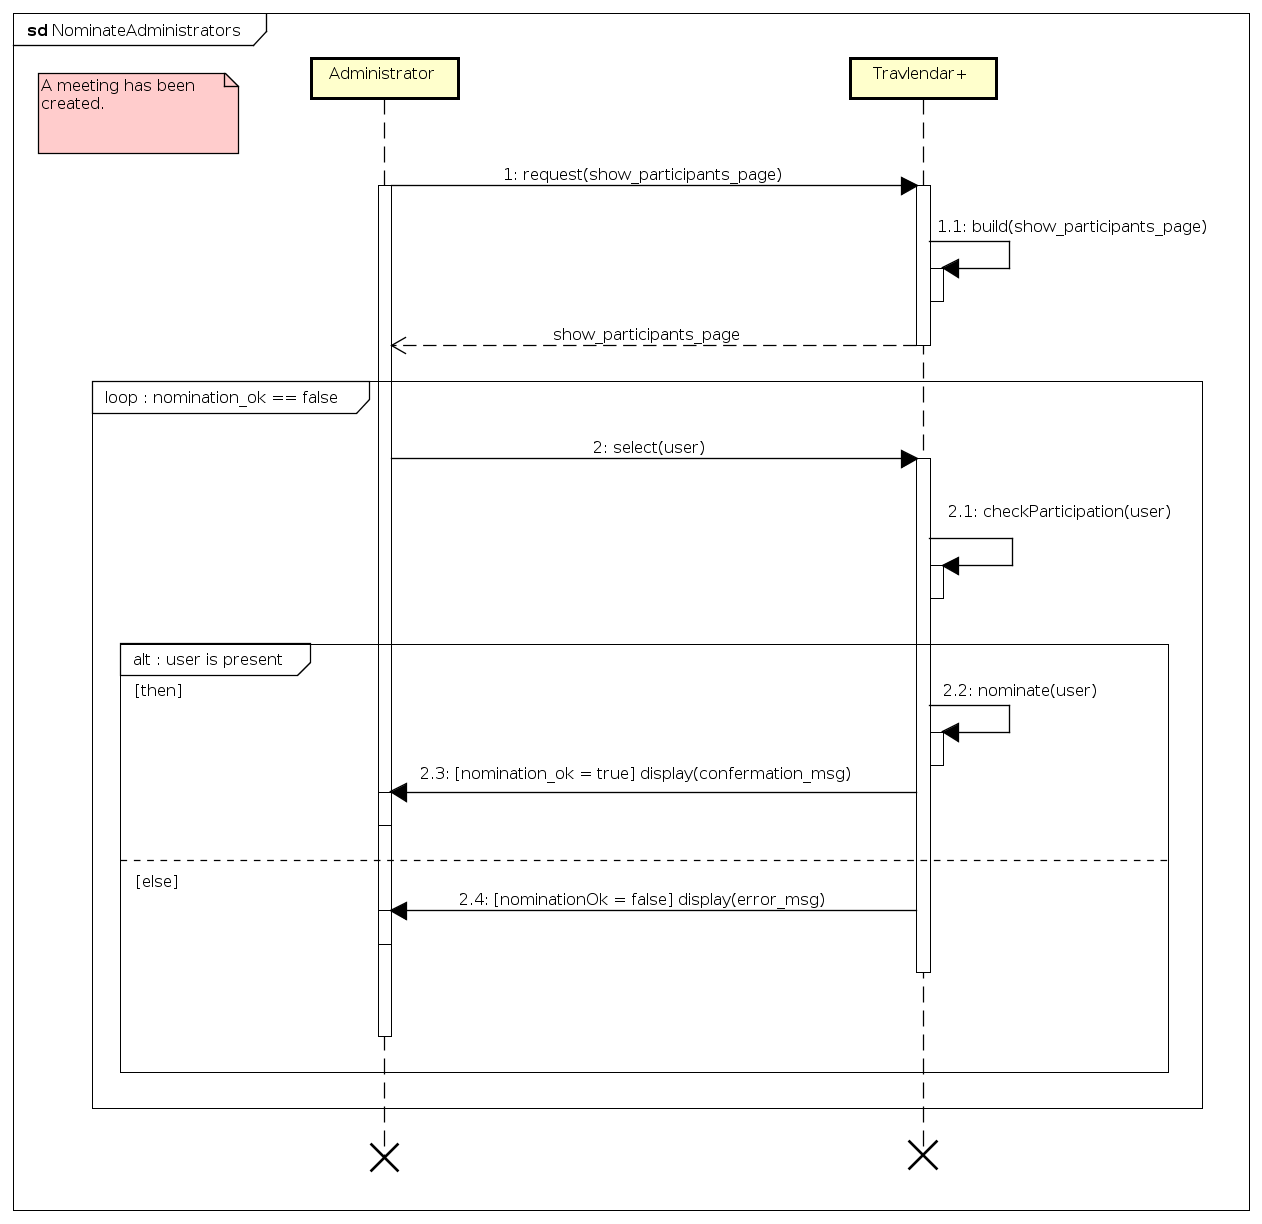 sd NominateAdministrators
A meeting has been
created.
Administrator
Travlendar+
1: request(show_participants_page)
1.1: build(show_participants_page)
show_participants_page
loop : nomination_ok == false
2: select(user)
2.1: checkParticipation(user)
alt : user is present
[then]
2.2: nominate(user)
2.3: [nomination_ok = true] display(confermation_msg)
[else]
2.4: [nominationOk = false] display(error_msg)